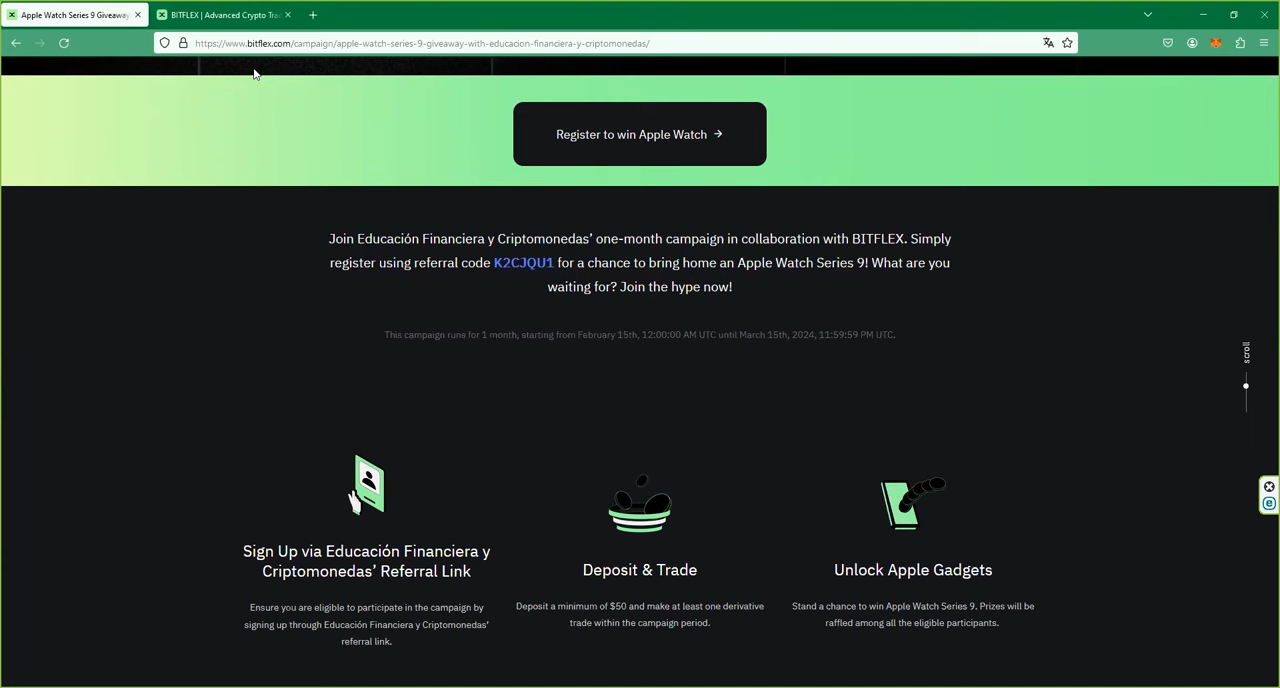 Apple Watch Series 9 Giveaway
BITFLEX | Advanced Crypto Tra
https://www.bitflex.com/campaign/apple-watch-series-9-giveaway-with-educacion-financiera-y-criptomonedas/
Register to win Apple Watch →
Join Educación Financiera y Criptomonedas’ one-month campaign in collaboration with BITFLEX. Simply
register using referral code K2CJQU1 for a chance to bring home an Apple Watch Series 9! What are you
waiting for? Join the hype now!
This campaign runs for 1 month, starting from February 15th, 12:00:00 AM UTC until March 15th, 2024, 11:59:59 PM UTC.
scroll
Sign Up via Educación Financiera y
Criptomonedas’ Referral Link
Ensure you are eligible to participate in the campaign by
signing up through Educación Financiera y Criptomonedas’
referral link.
Deposit & Trade
Deposit a minimum of $50 and make at least one derivative
trade within the campaign period.
Unlock Apple Gadgets
Stand a chance to win Apple Watch Series 9. Prizes will be
raffled among all the eligible participants.